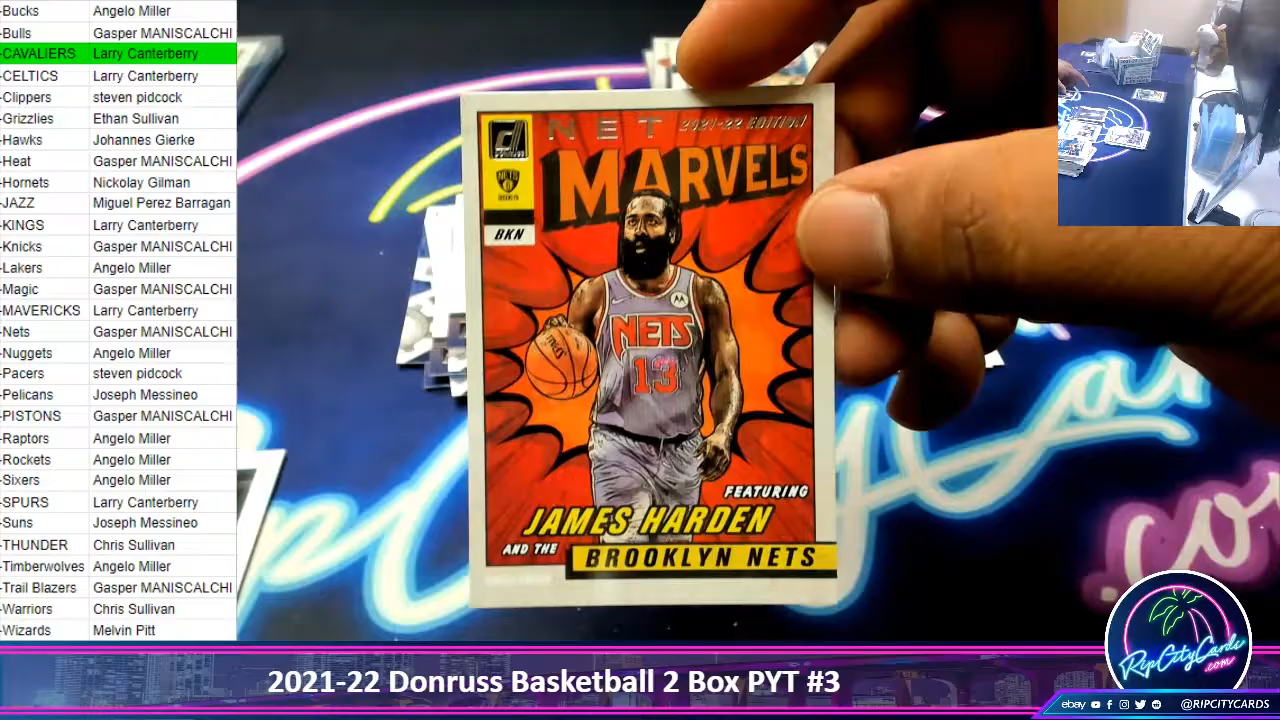 -Bucks Angelo Miller
-Bulls Gasper MANISCALCHI
-CAVALIERS Larry Canterberry
-CELTICS Larry Canterberry
-Clippers steven pidcock
-Grizzlies Ethan Sullivan
-Hawks Johannes Gierke
-Heat Gasper MANISCALCHI
-Hornets Nickolay Gilman
-JAZZ Miguel Perez Barragan
-KINGS Larry Canterberry
-Knicks Gasper MANISCALCHI
-Lakers Angelo Miller
-Magic Gasper MANISCALCHI
-MAVERICKS Larry Canterberry
-Nets Gasper MANISCALCHI
-Nuggets Angelo Miller
-Pacers steven pidcock
-Pelicans Joseph Messineo
-PISTONS Gasper MANISCALCHI
-Raptors Angelo Miller
-Rockets Angelo Miller
-Sixers Angelo Miller
-SPURS Larry Canterberry
-Suns Joseph Messineo
-THUNDER Chris Sullivan
-Timberwolves Angelo Miller
-Trail Blazers Gasper MANISCALCHI
-Warriors Chris Sullivan
-Wizards Melvin Pitt
NET 2021-22 EDITION
MARVELS
DONRUSS
NETS
BROOKLYN
BKN
NETS
13
FEATURING
JAMES HARDEN
AND THE
BROOKLYN NETS
.com
RipCityCards
.com
2021-22 Donruss Basketball 2 Box PYT #3
ebay @RIPCITYCARDS